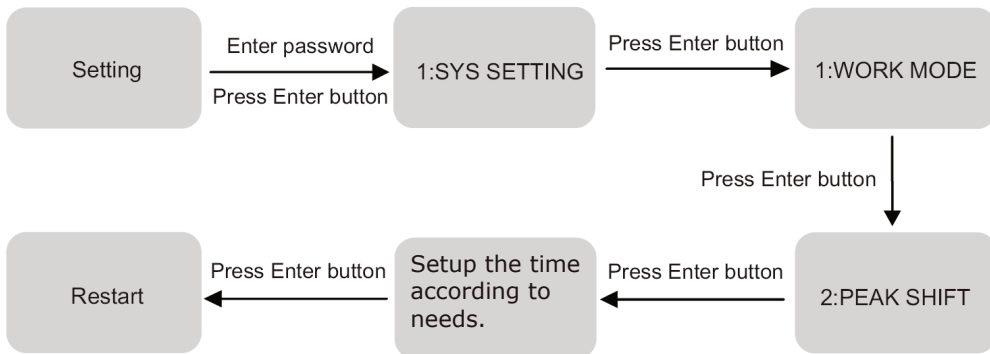 Setting
Enter password
Press Enter button
1:SYS SETTING
Press Enter button
1:WORK MODE
Press Enter button
2:PEAK SHIFT
Press Enter button
Setup the time
according to
needs.
Press Enter button
Restart